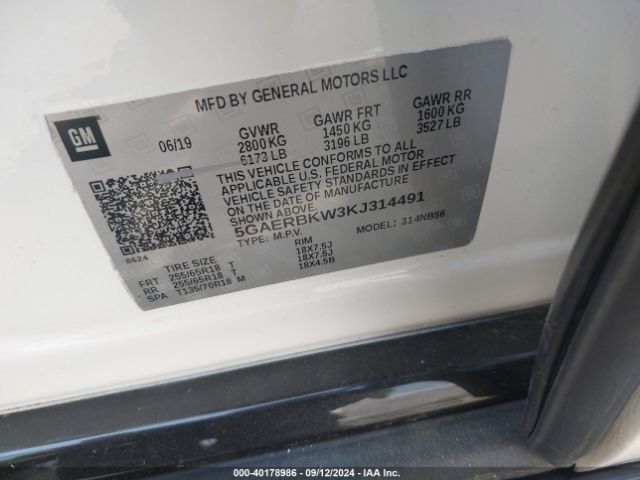 MFD BY GENERAL MOTORS LLC
GM
06/19
GVWR GAWR FRT GAWR RR
2800 KG 1450 KG 1600 KG
6173 LB 3196 LB 3527 LB
THIS VEHICLE CONFORMS TO ALL
APPLICABLE U.S. FEDERAL MOTOR
VEHICLE SAFETY STANDARDS IN EFFECT
ON THE DATE OF MANUFACTURE
SHOWN ABOVE.
5GAERBKW3KJ314491
TYPE: M.P.V. MODEL: 314NB56
8624
TIRE SIZE RIM
FRT 255/65R18 T 18X7.5J
RR 255/65R18 T 18X7.5J
SPA T135/70R18 M 18X4.5B
000-40178986 - 09/12/2024 - IAA Inc.